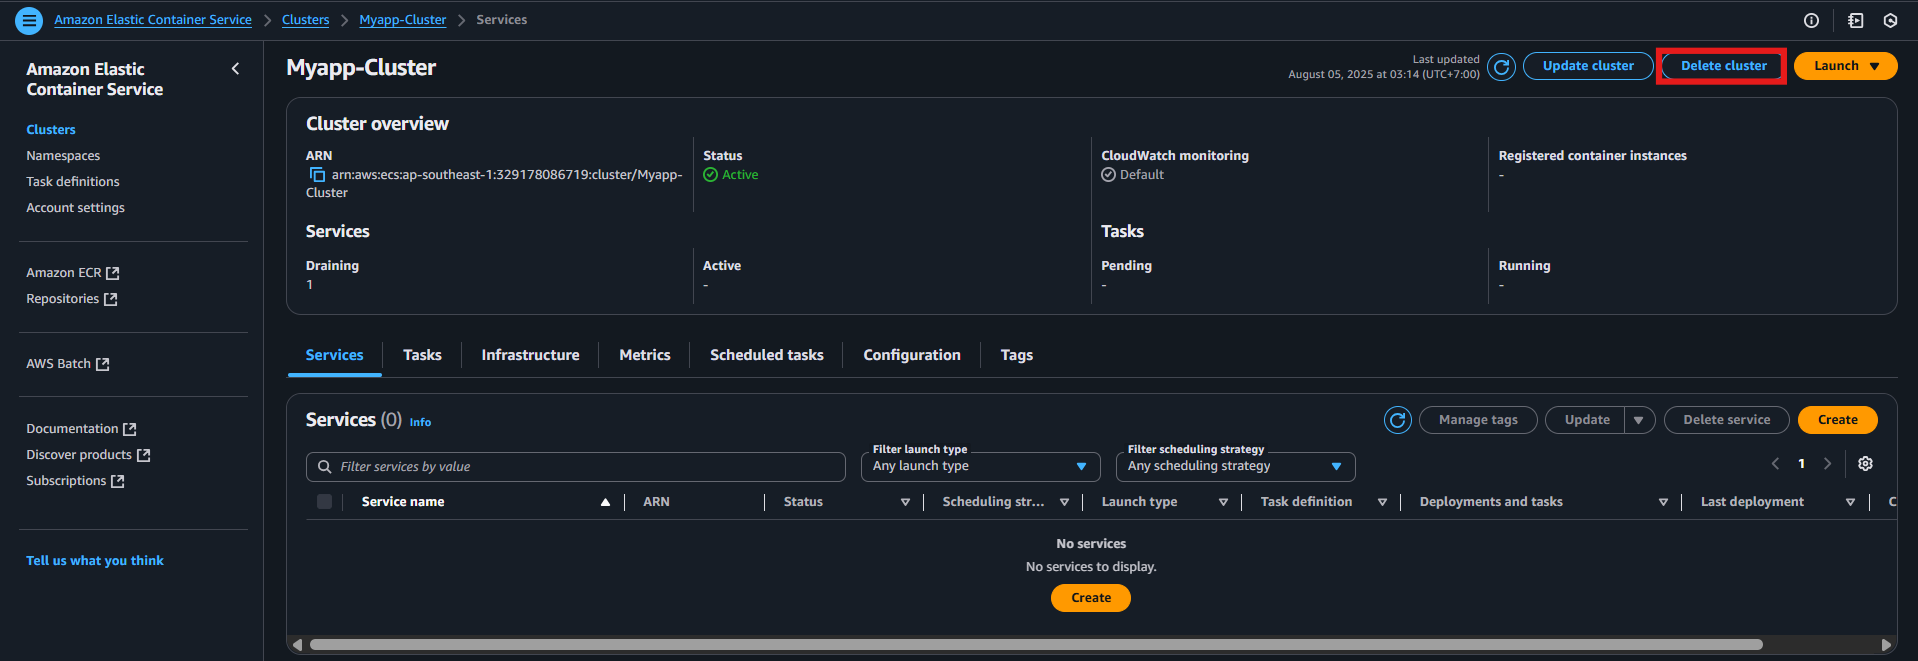 Amazon Elastic Container Service > Clusters > Myapp-Cluster > Services
Amazon Elastic
Container Service
Clusters
Namespaces
Task definitions
Account settings
Amazon ECR
Repositories
AWS Batch
Documentation
Discover products
Subscriptions
Tell us what you think
Myapp-Cluster
Last updated
August 05, 2025 at 03:14 (UTC+7:00)
Update cluster
Delete cluster
Launch
Cluster overview
ARN
arn:aws:ecs:ap-southeast-1:329178086719:cluster/Myapp-
Cluster
Status
Active
CloudWatch monitoring
Default
Registered container instances
-
Services
Draining
1
Active
-
Tasks
Pending
-
Running
-
Services Tasks Infrastructure Metrics Scheduled tasks Configuration Tags
Services (0) Info
Manage tags
Update
Delete service
Create
Filter services by value
Filter launch type
Any launch type
Filter scheduling strategy
Any scheduling strategy
1
Service name ARN Status Scheduling str... Launch type Task definition Deployments and tasks Last deployment C
No services
No services to display.
Create